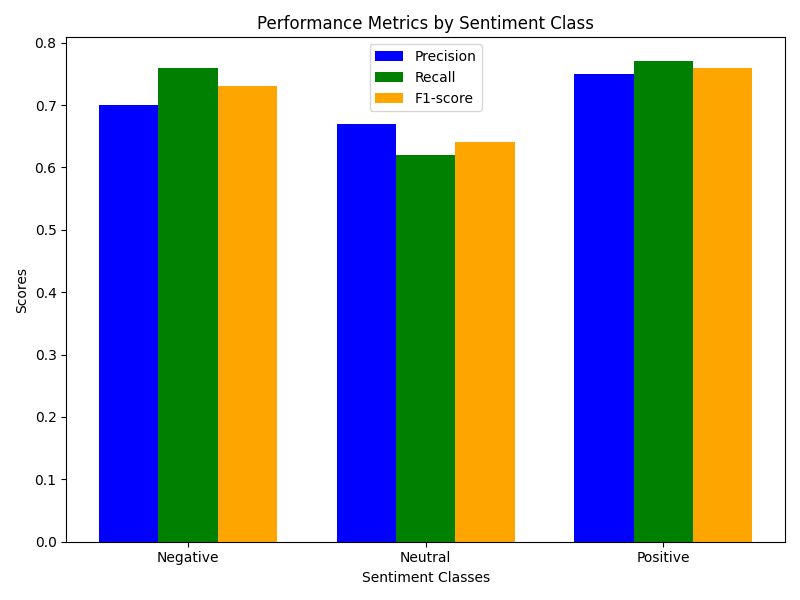 Performance Metrics by Sentiment Class
Precision
Recall
F1-score
0.8
0.7
0.6
0.5
0.4
0.3
0.2
0.1
0.0
Scores
Negative
Neutral
Positive
Sentiment Classes